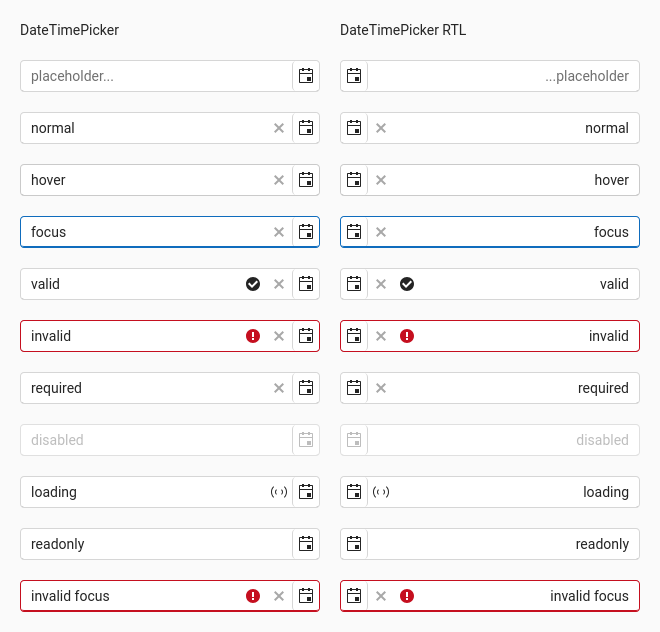 DateTimePicker DateTimePicker RTL
placeholder... ...placeholder
normal normal
hover hover
focus focus
valid valid
invalid invalid
required required
disabled disabled
loading loading
readonly readonly
invalid focus invalid focus